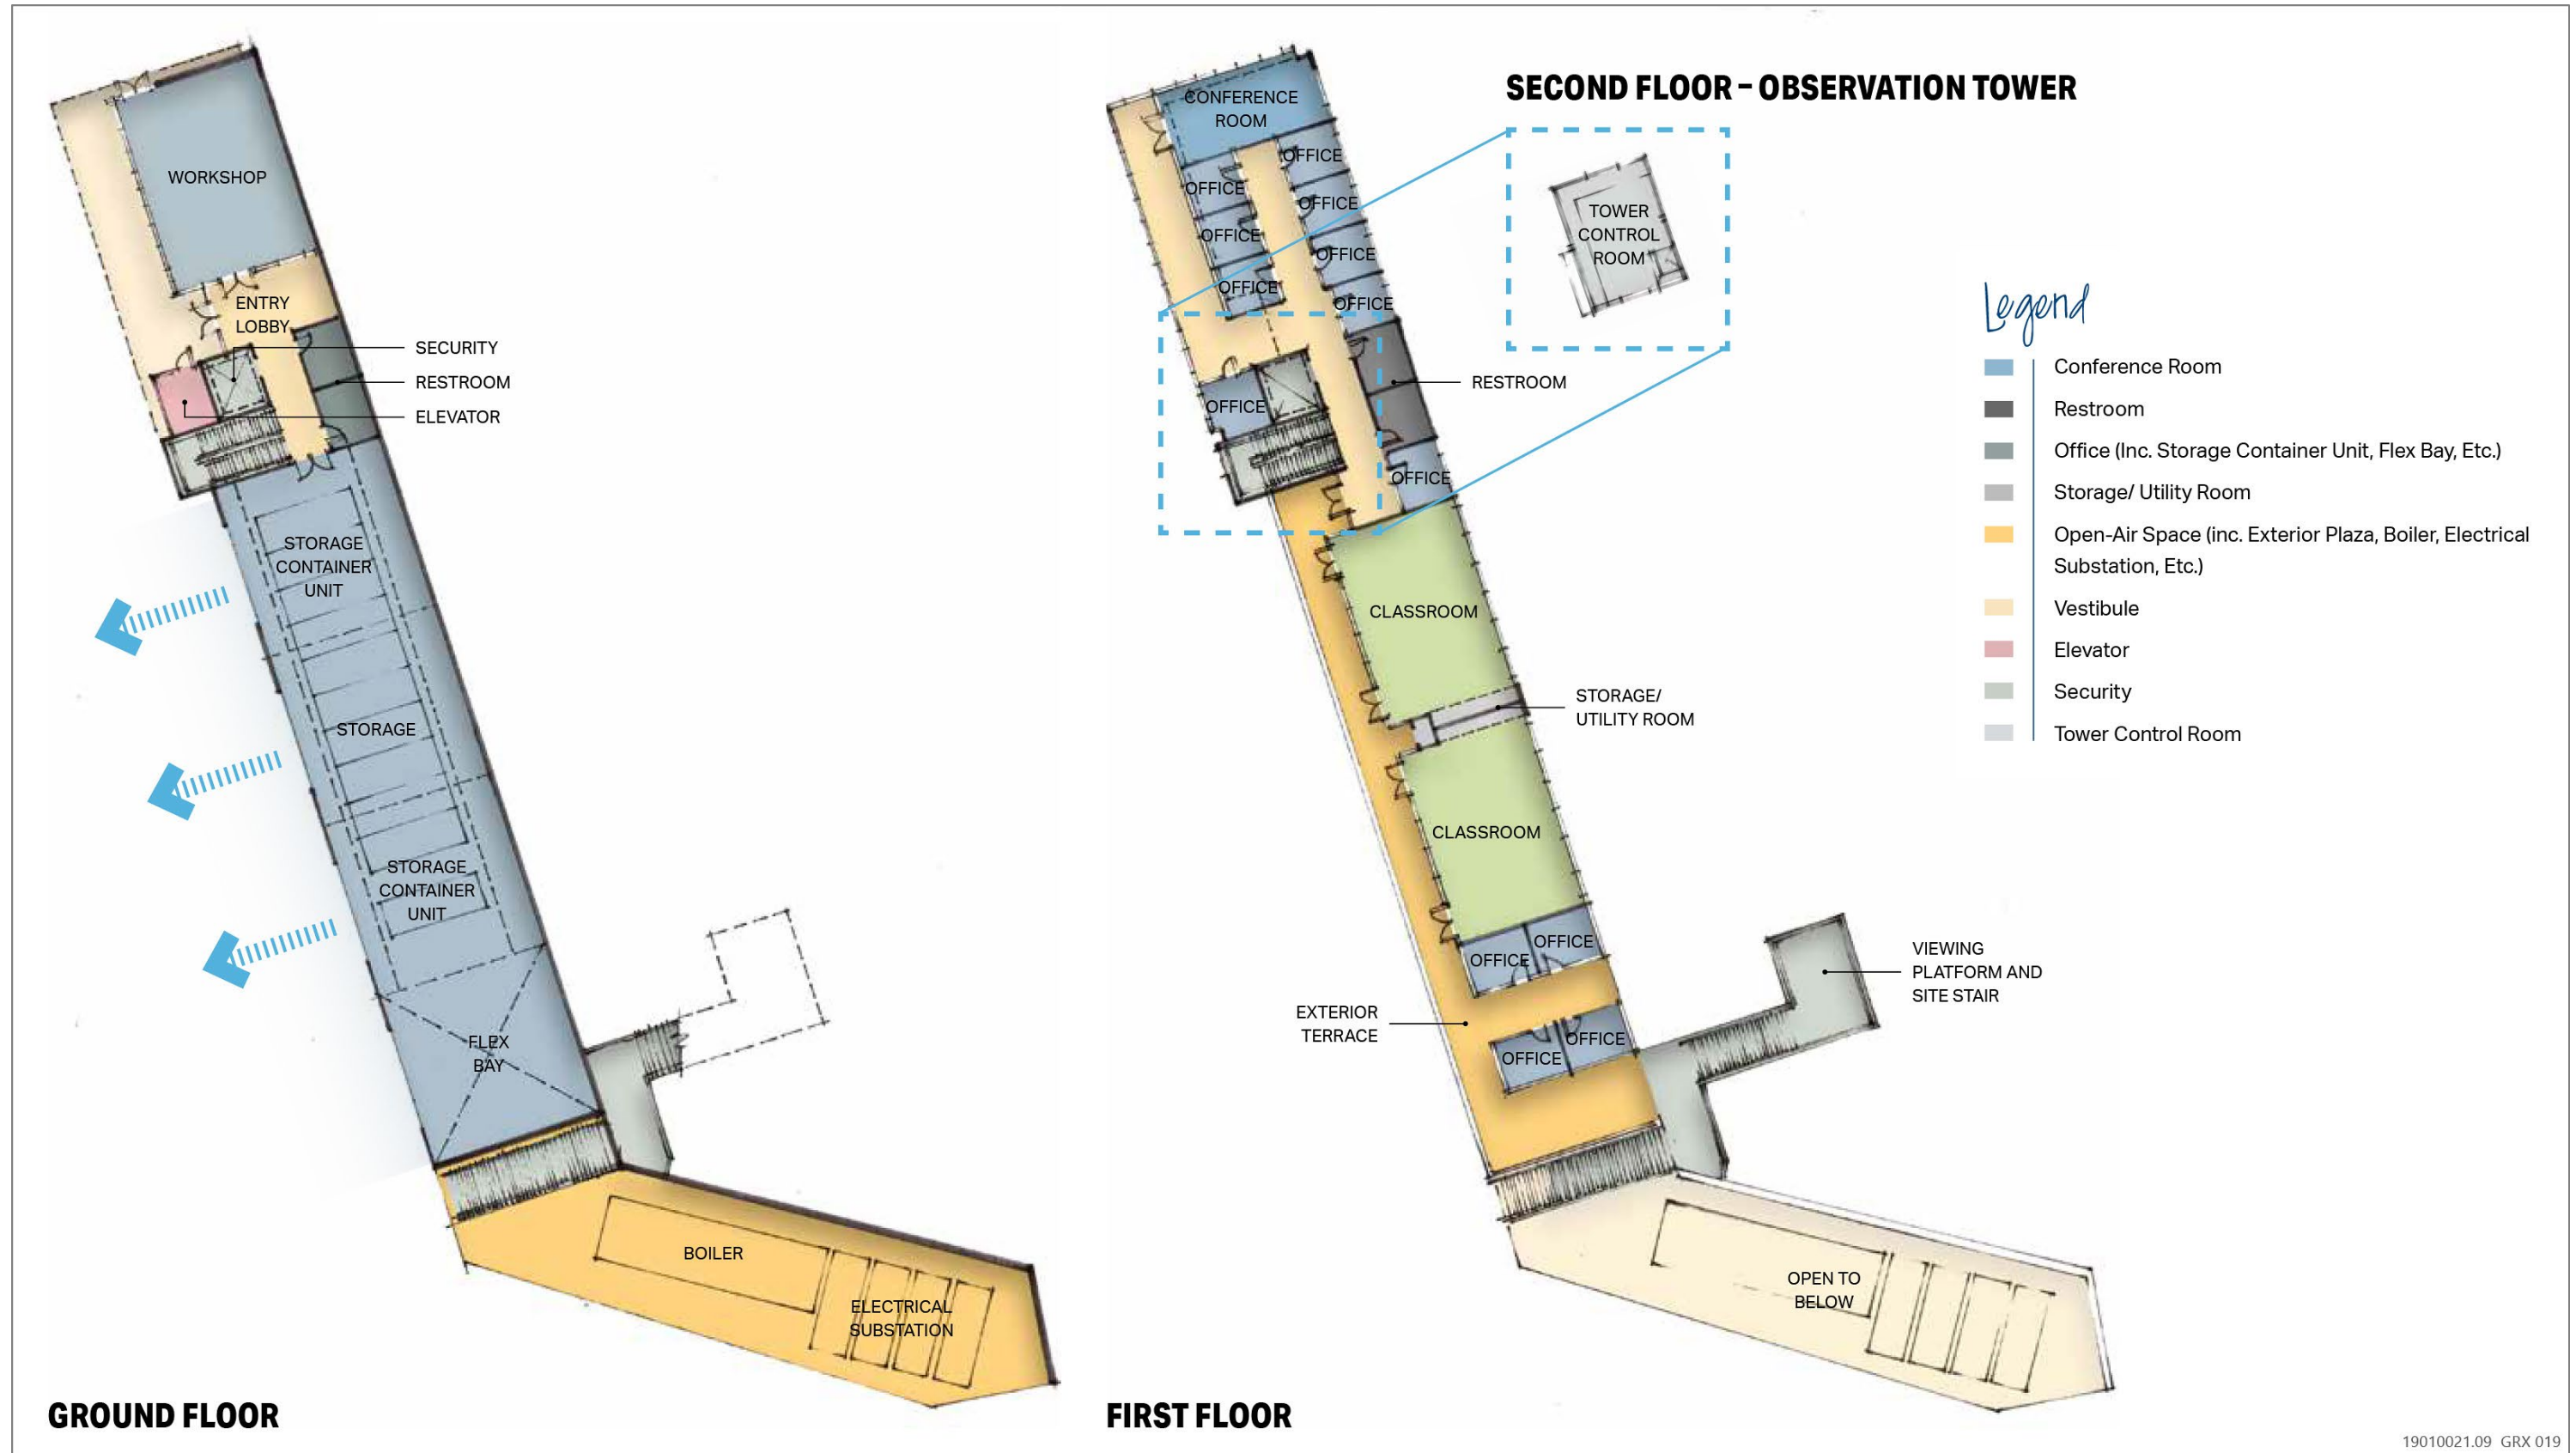 WORKSHOP
ENTRY
LOBBY
SECURITY
RESTROOM
ELEVATOR
STORAGE
CONTAINER
UNIT
STORAGE
STORAGE
CONTAINER
UNIT
FLEX
BAY
BOILER
ELECTRICAL
SUBSTATION
GROUND FLOOR
CONFERENCE
ROOM
OFFICE
OFFICE
OFFICE
OFFICE
OFFICE
OFFICE
OFFICE
OFFICE
RESTROOM
OFFICE
CLASSROOM
STORAGE/
UTILITY ROOM
CLASSROOM
OFFICE
OFFICE
EXTERIOR
TERRACE
OFFICE
OFFICE
VIEWING
PLATFORM AND
SITE STAIR
OPEN TO
BELOW
FIRST FLOOR
SECOND FLOOR – OBSERVATION TOWER
TOWER
CONTROL
ROOM
Legend
Conference Room
Restroom
Office (Inc. Storage Container Unit, Flex Bay, Etc.)
Storage/ Utility Room
Open-Air Space (inc. Exterior Plaza, Boiler, Electrical
Substation, Etc.)
Vestibule
Elevator
Security
Tower Control Room
19010021.09 GRX 019